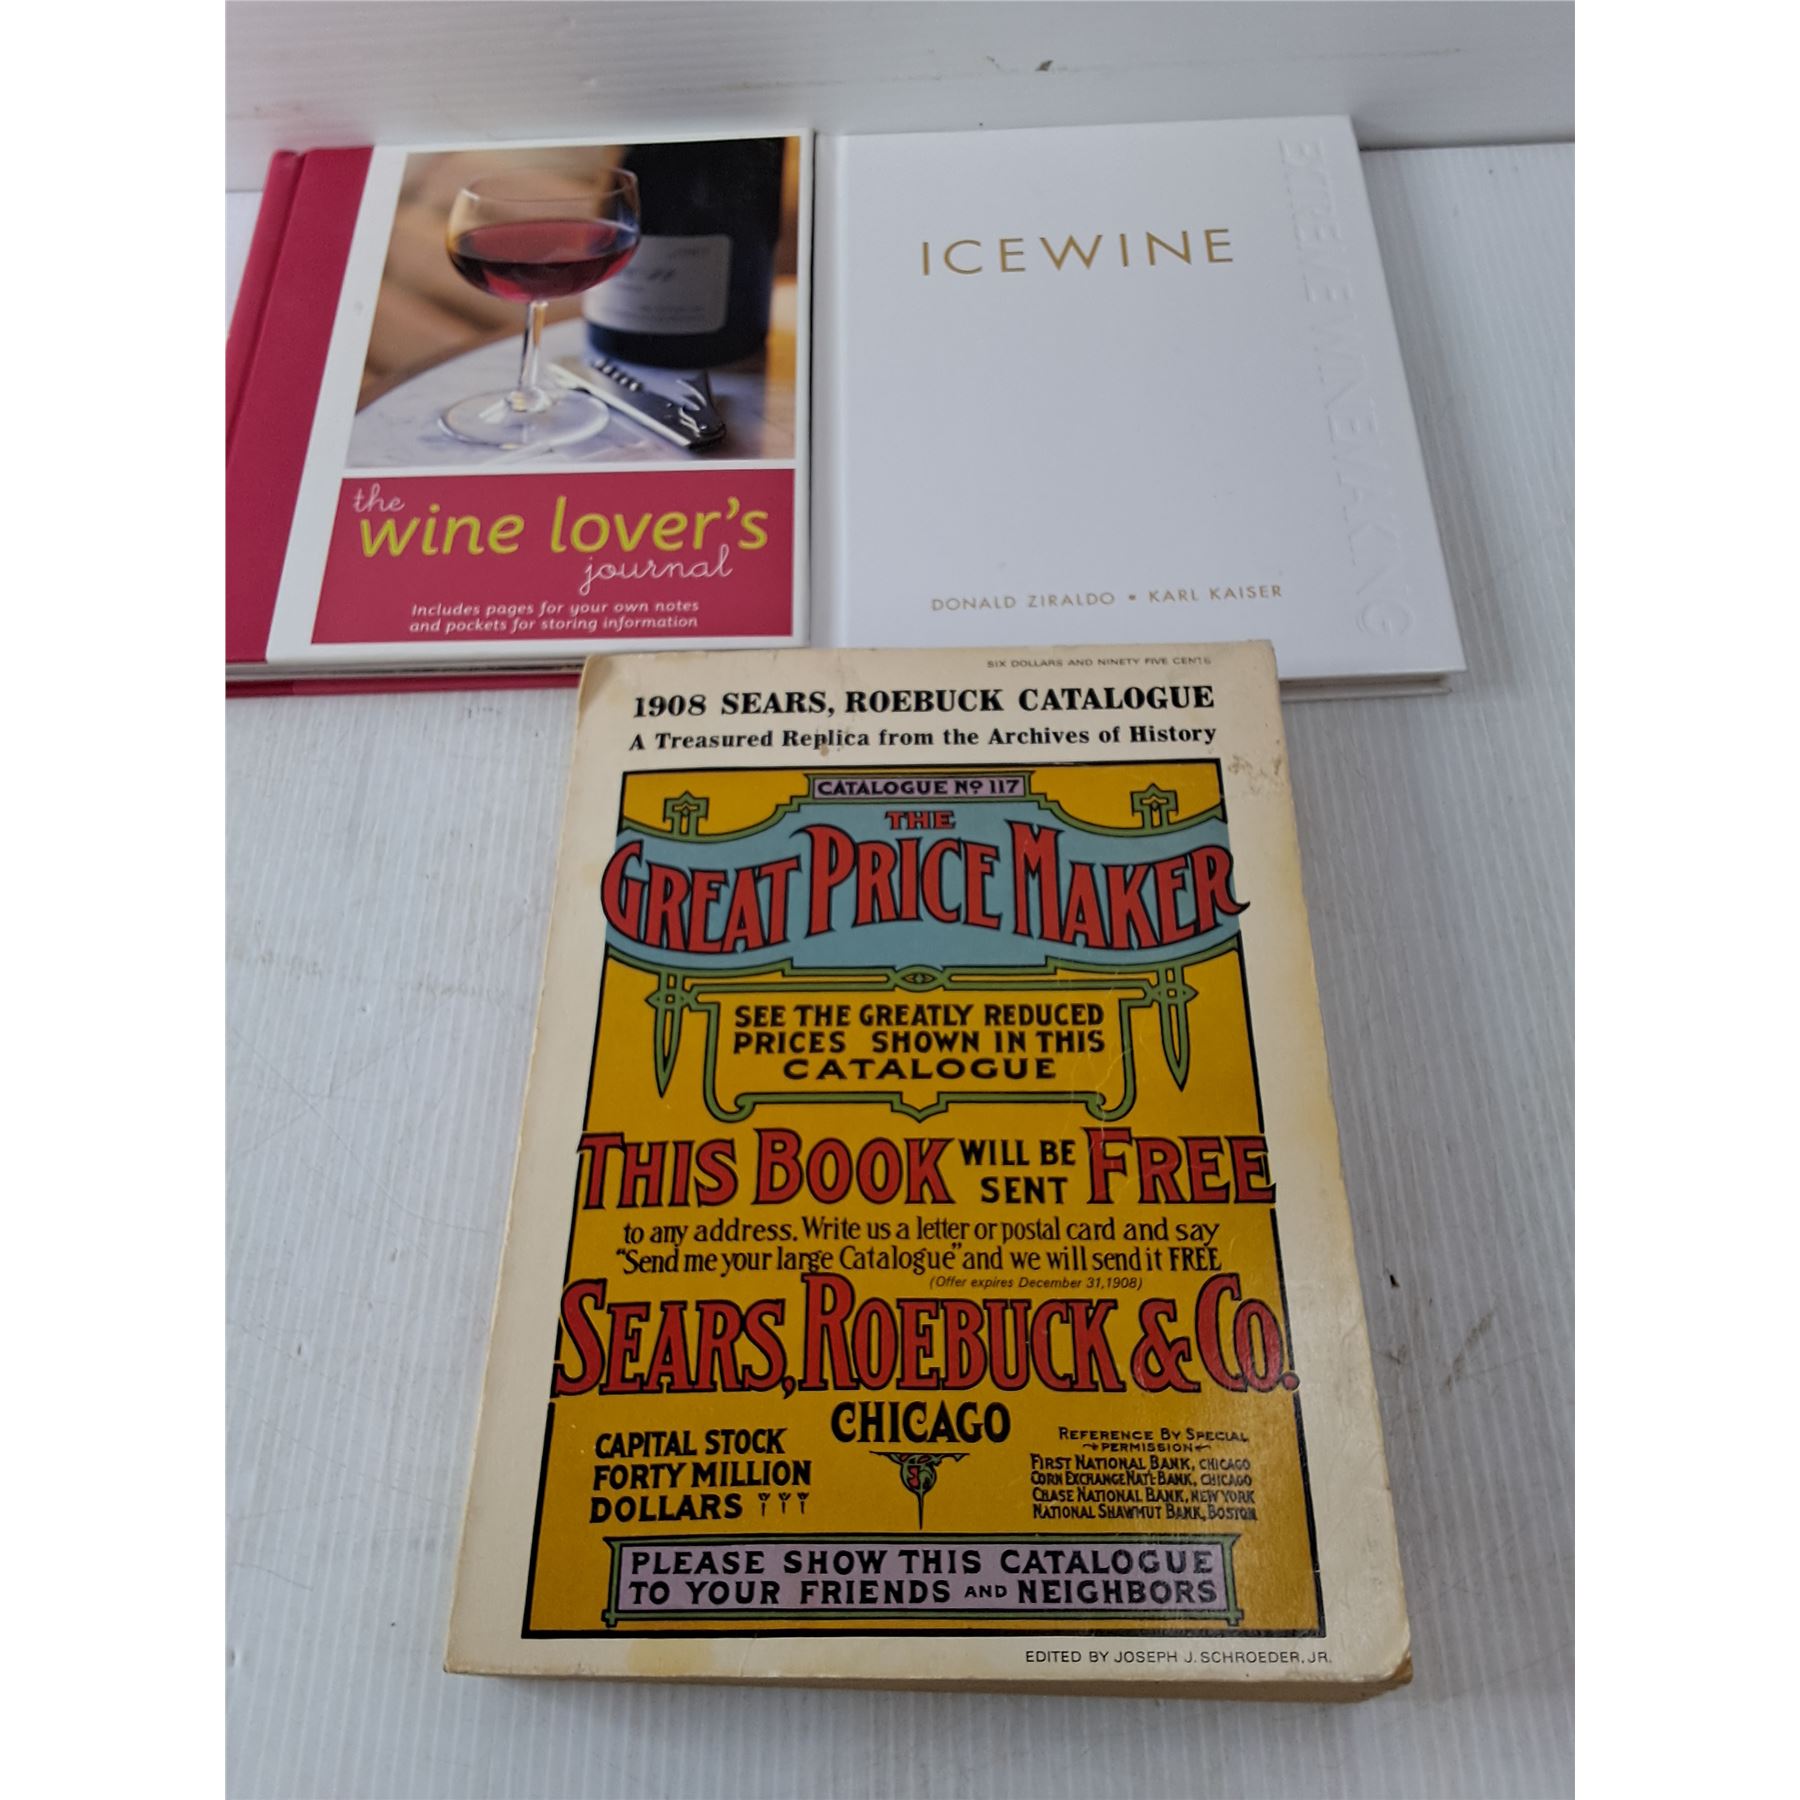 the
wine lover's
journal
Includes pages for your own notes
and pockets for storing information
ICEWINE
EXTREME WINEMAKING
DONALD ZIRALDO • KARL KAISER
SIX DOLLARS AND NINETY FIVE CENTS
1908 SEARS, ROEBUCK CATALOGUE
A Treasured Replica from the Archives of History
CATALOGUE No 117
THE
GREAT PRICE MAKER
SEE THE GREATLY REDUCED
PRICES SHOWN IN THIS
CATALOGUE
THIS BOOK WILL BE SENT FREE
to any address. Write us a letter or postal card and say
"Send me your large Catalogue" and we will send it FREE
(Offer expires December 31, 1908)
SEARS, ROEBUCK & CO.
CHICAGO
CAPITAL STOCK
FORTY MILLION
DOLLARS
REFERENCE BY SPECIAL
PERMISSION
FIRST NATIONAL BANK, CHICAGO
CORN EXCHANGE NAT'L BANK, CHICAGO
CHASE NATIONAL BANK, NEW YORK
NATIONAL SHAWMUT BANK, BOSTON
PLEASE SHOW THIS CATALOGUE
TO YOUR FRIENDS AND NEIGHBORS
EDITED BY JOSEPH J. SCHROEDER, JR.